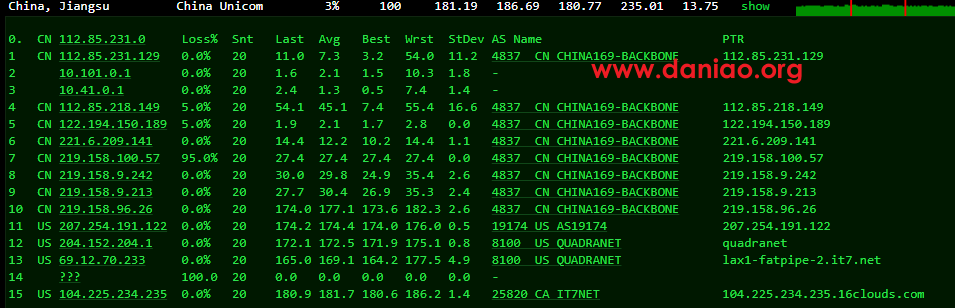 China, Jiangsu China Unicom 3% 100 181.19 186.69 180.77 235.01 13.75 show
0. CN 112.85.231.0 Loss% Snt Last Avg Best Wrst StDev AS Name PTR
1 CN 112.85.231.129 0.0% 20 11.0 7.3 3.2 54.0 11.2 4837 CN CHINA169-BACKBONE 112.85.231.129
2 10.101.0.1 0.0% 20 1.6 2.1 1.5 10.3 1.8 -
www.daniao.org
3 10.41.0.1 0.0% 20 2.4 1.3 0.5 7.4 1.4 -
4 CN 112.85.218.149 5.0% 20 54.1 45.1 7.4 55.4 16.6 4837 CN CHINA169-BACKBONE 112.85.218.149
5 CN 122.194.150.189 5.0% 20 1.9 2.1 1.7 2.8 0.0 4837 CN CHINA169-BACKBONE 122.194.150.189
6 CN 221.6.209.141 0.0% 20 14.4 12.2 10.2 14.4 1.1 4837 CN CHINA169-BACKBONE 221.6.209.141
7 CN 219.158.100.57 95.0% 20 27.4 27.4 27.4 27.4 0.0 4837 CN CHINA169-BACKBONE 219.158.100.57
8 CN 219.158.9.242 0.0% 20 30.0 29.8 24.9 35.4 2.6 4837 CN CHINA169-BACKBONE 219.158.9.242
9 CN 219.158.9.213 0.0% 20 27.7 30.4 26.9 35.3 2.4 4837 CN CHINA169-BACKBONE 219.158.9.213
10 CN 219.158.96.26 0.0% 20 174.0 177.1 173.6 182.3 2.6 4837 CN CHINA169-BACKBONE 219.158.96.26
11 US 207.254.191.122 0.0% 20 174.2 174.4 174.0 176.0 0.5 19174 US AS19174 207.254.191.122
12 US 204.152.204.1 0.0% 20 172.1 172.5 171.9 175.1 0.8 8100 US QUADRANET quadranet
13 US 69.12.70.233 0.0% 20 165.0 169.1 164.2 177.5 4.9 8100 US QUADRANET lax1-fatpipe-2.it7.net
14 ??? 100.0 20 0.0 0.0 0.0 0.0 0.0 -
15 US 104.225.234.235 0.0% 20 180.9 181.7 180.6 186.2 1.4 25820 CA IT7NET 104.225.234.235.16clouds.com